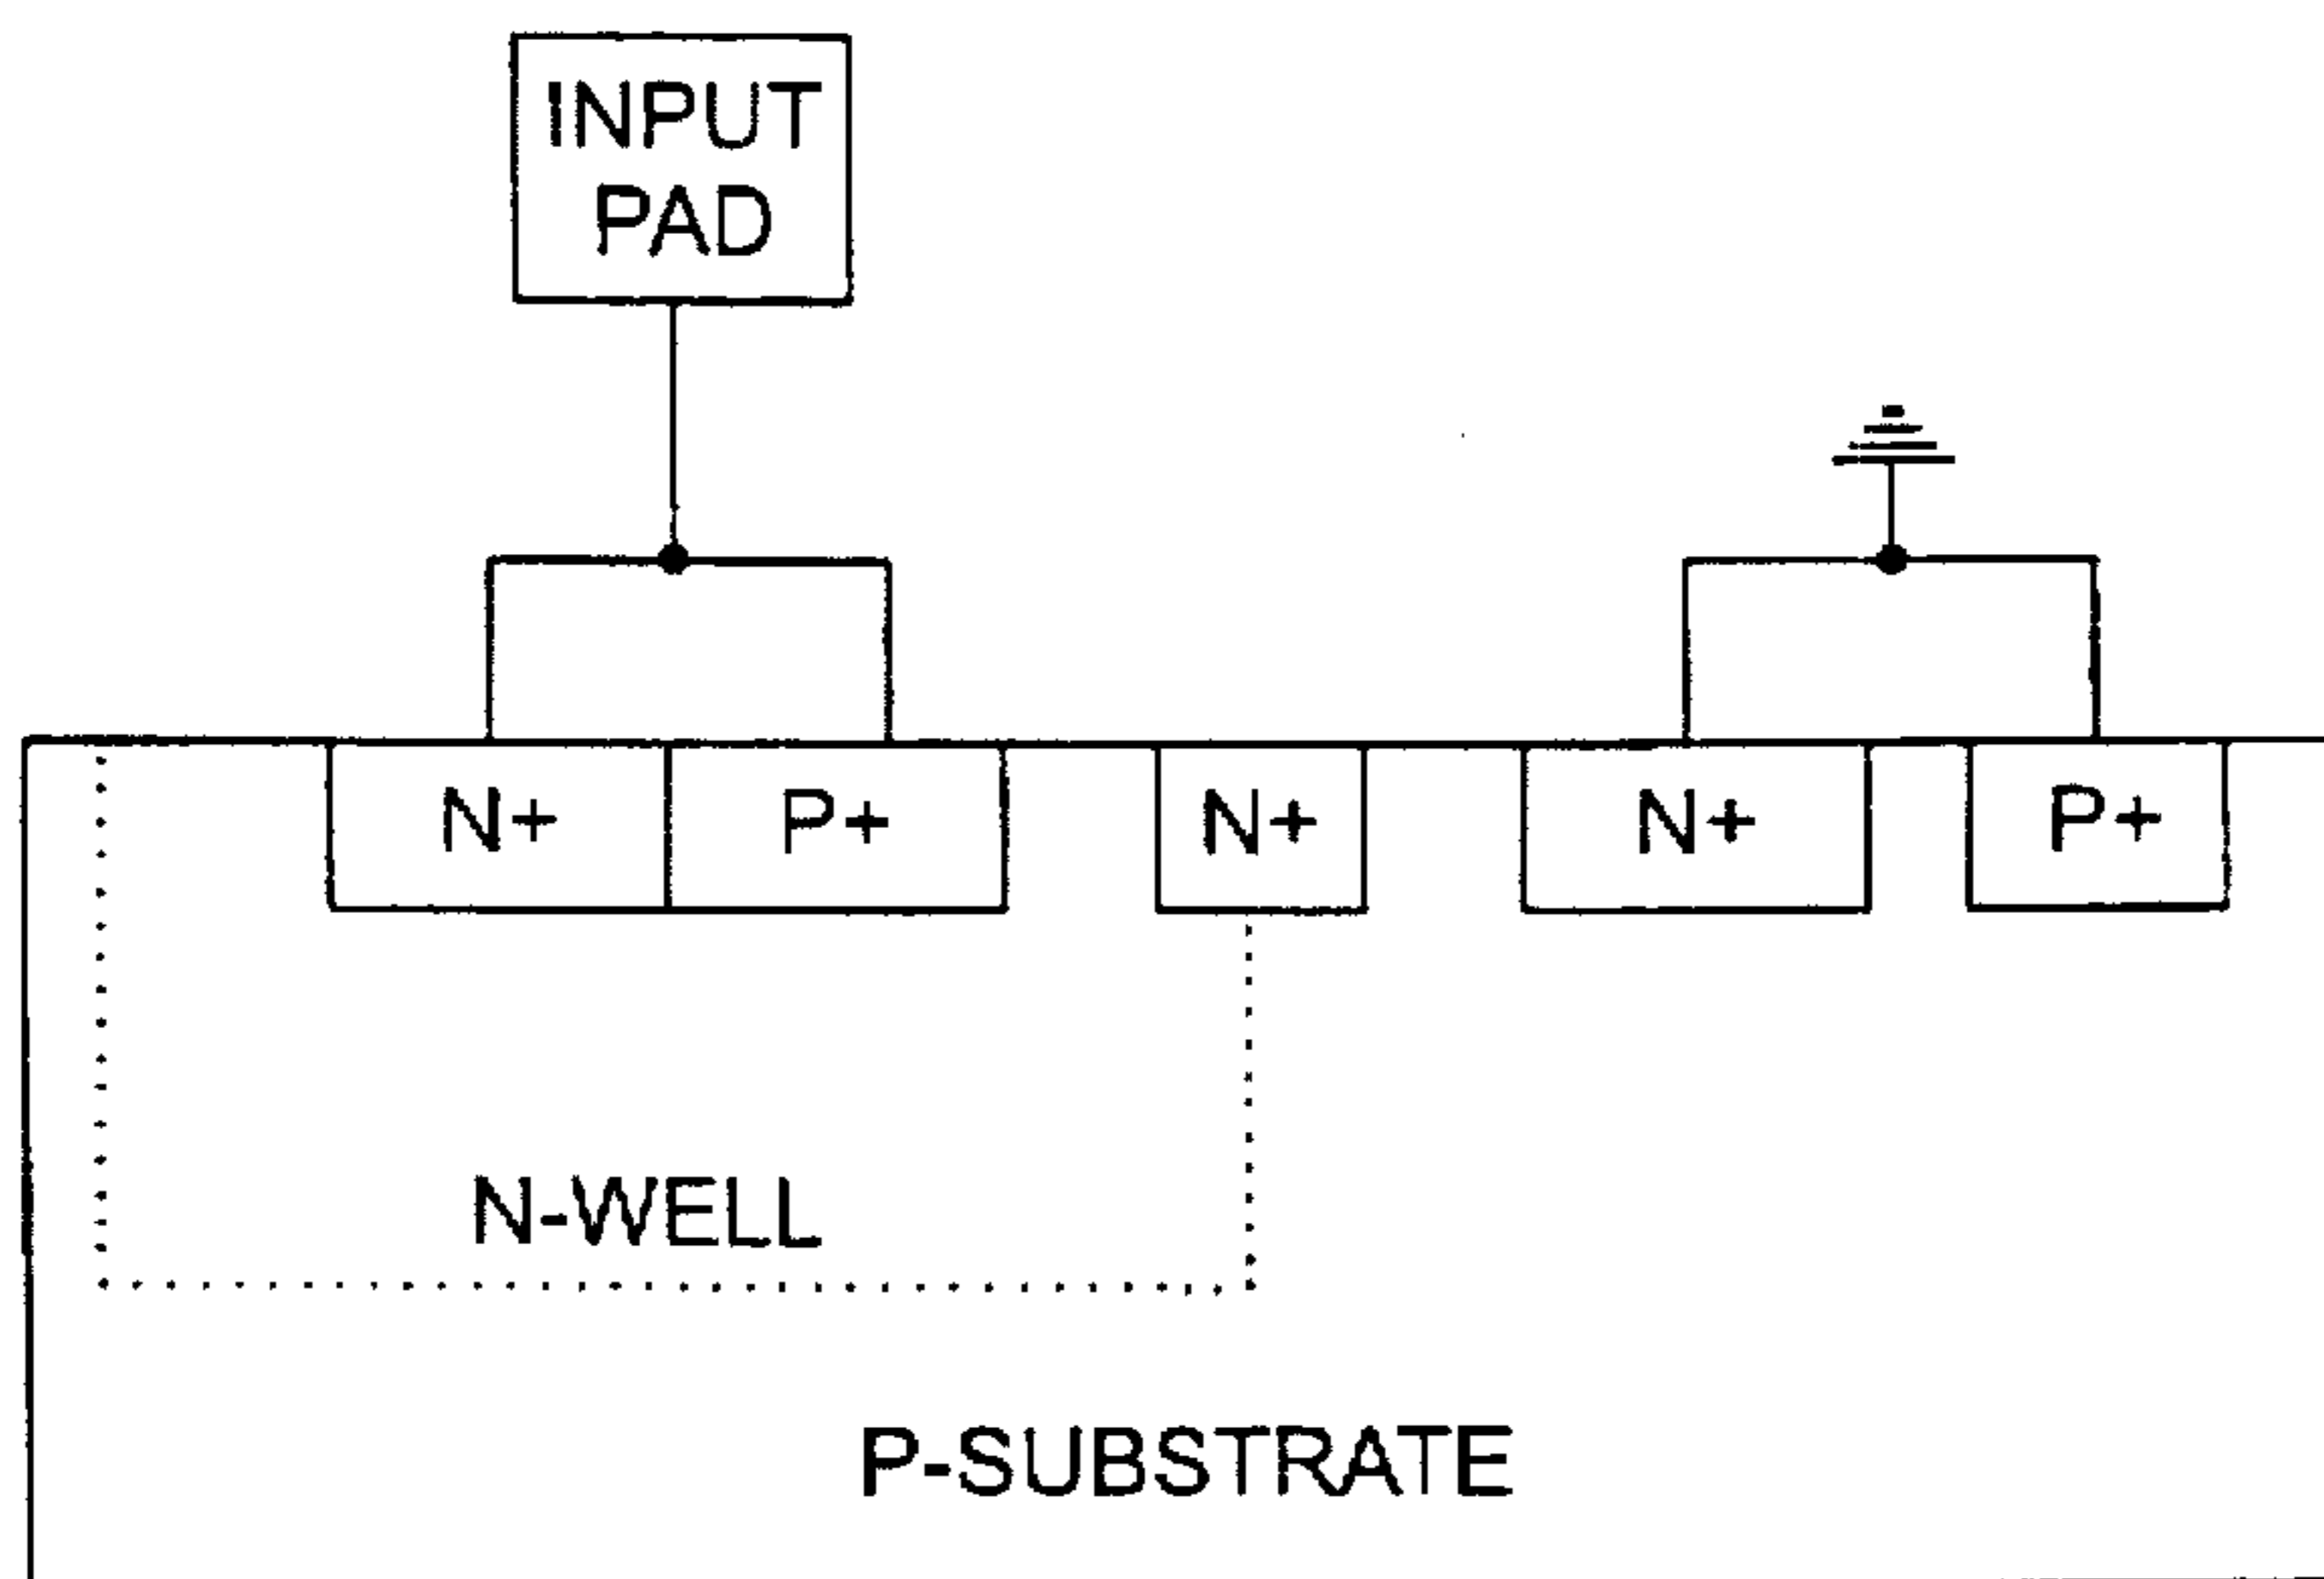 INPUT
PAD
N+
P+
N+
N+
P+
N-WELL
P-SUBSTRATE